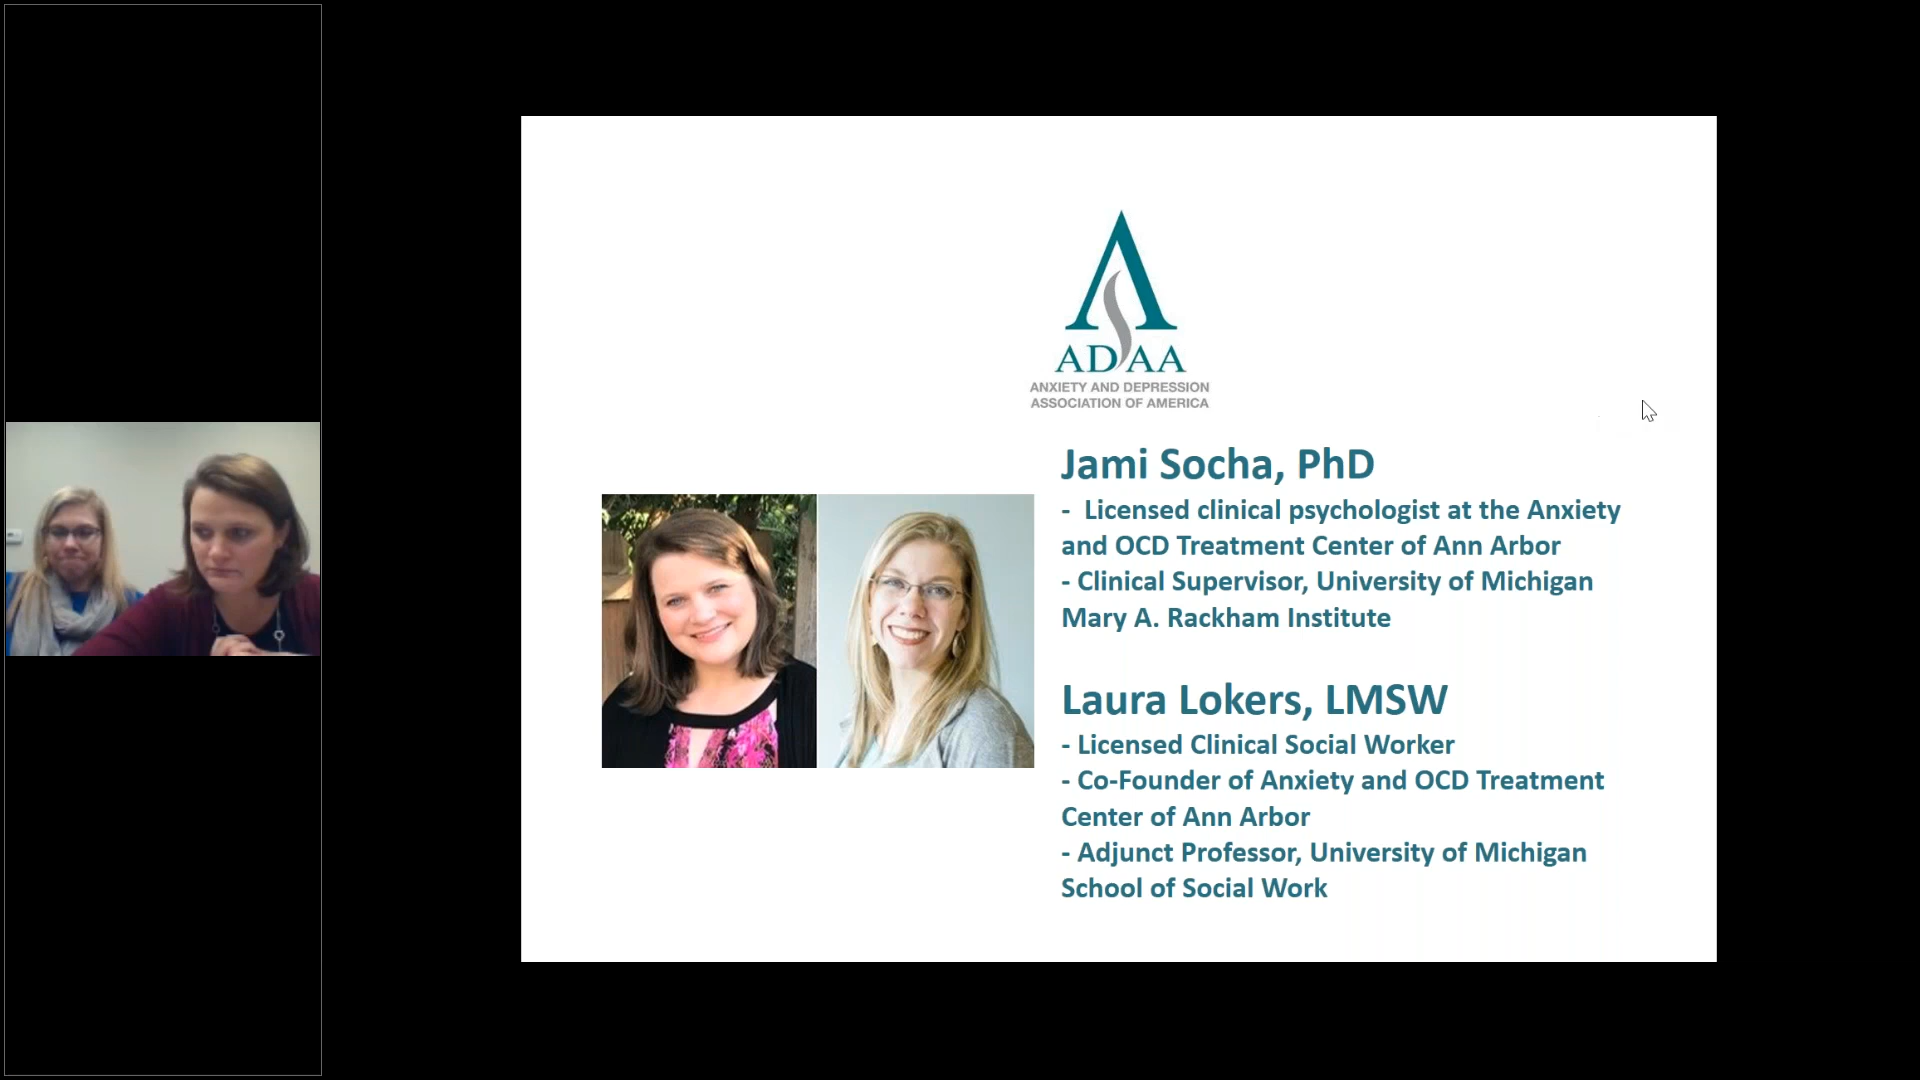 ADAA
ANXIETY AND DEPRESSION
ASSOCIATION OF AMERICA
Jami Socha, PhD
- Licensed clinical psychologist at the Anxiety
and OCD Treatment Center of Ann Arbor
- Clinical Supervisor, University of Michigan
Mary A. Rackham Institute
Laura Lokers, LMSW
- Licensed Clinical Social Worker
- Co-Founder of Anxiety and OCD Treatment
Center of Ann Arbor
- Adjunct Professor, University of Michigan
School of Social Work